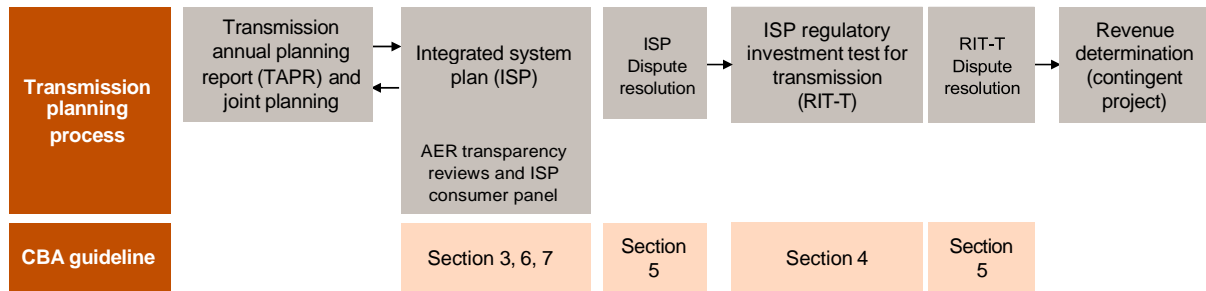 Transmission
planning
process
Transmission
annual planning
report (TAPR) and
joint planning
Integrated system
plan (ISP)
AER transparency
reviews and ISP
consumer panel
ISP
Dispute
resolution
ISP regulatory
investment test for
transmission
(RIT-T)
RIT-T
Dispute
resolution
Revenue
determination
(contingent
project)
CBA guideline
Section 3, 6, 7
Section
5
Section 4
Section
5